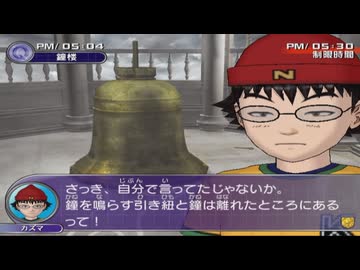 PM/05:04
鐘楼
PM/05:30
制限時間
N
さっき、自分で言ってたじゃないか。
鐘を鳴らす引き紐と鐘は離れたところにある
って！
カズマ